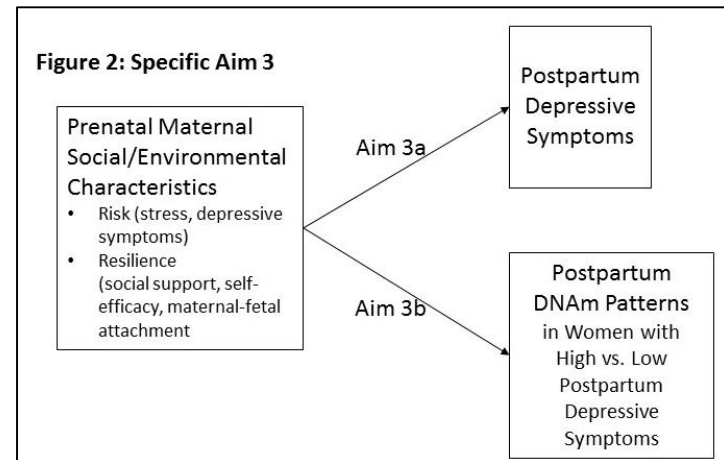 Figure 2: Specific Aim 3
Prenatal Maternal
Social/Environmental
Characteristics
• Risk (stress, depressive
symptoms)
• Resilience
(social support, self-
efficacy, maternal-fetal
attachment
Aim 3a
Postpartum
Depressive
Symptoms
Aim 3b
Postpartum
DNAm Patterns
in Women with
High vs. Low
Postpartum
Depressive
Symptoms